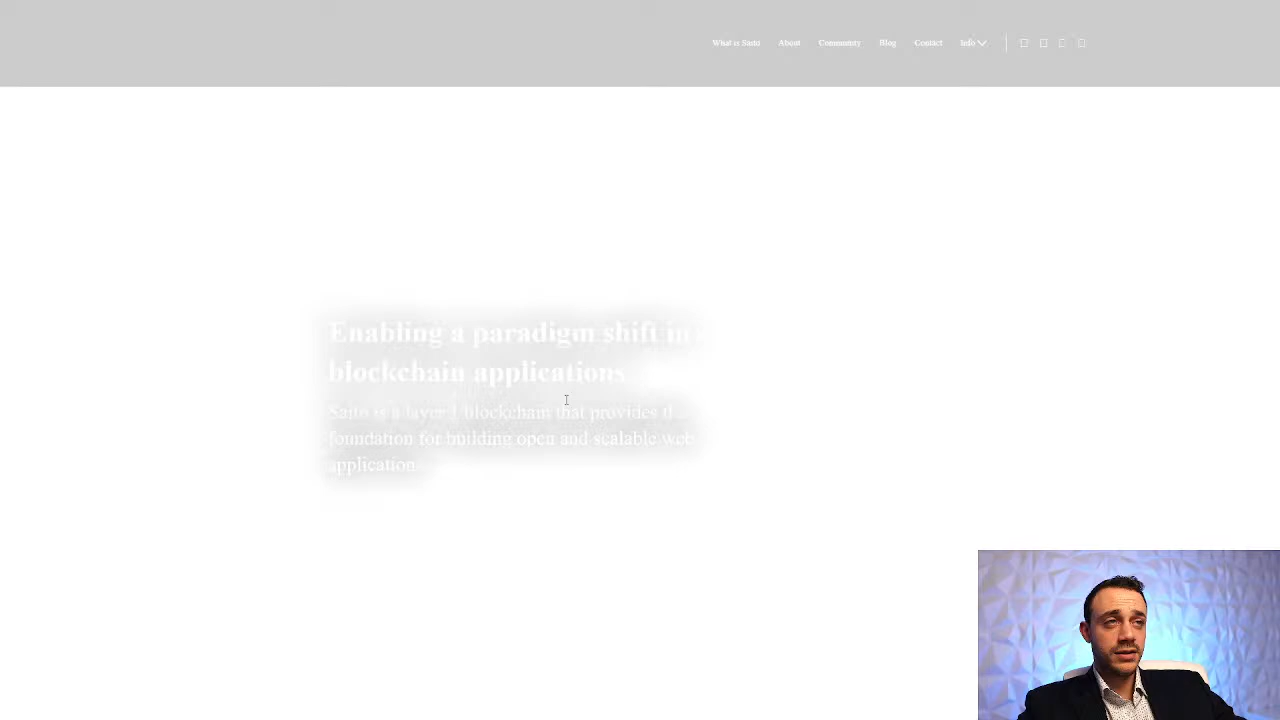 What is Saito About Community Blog Contact Info
Enabling a paradigm shift in
blockchain applications
Saito is a layer 1 blockchain that provides
foundation for building open and scalable web
application